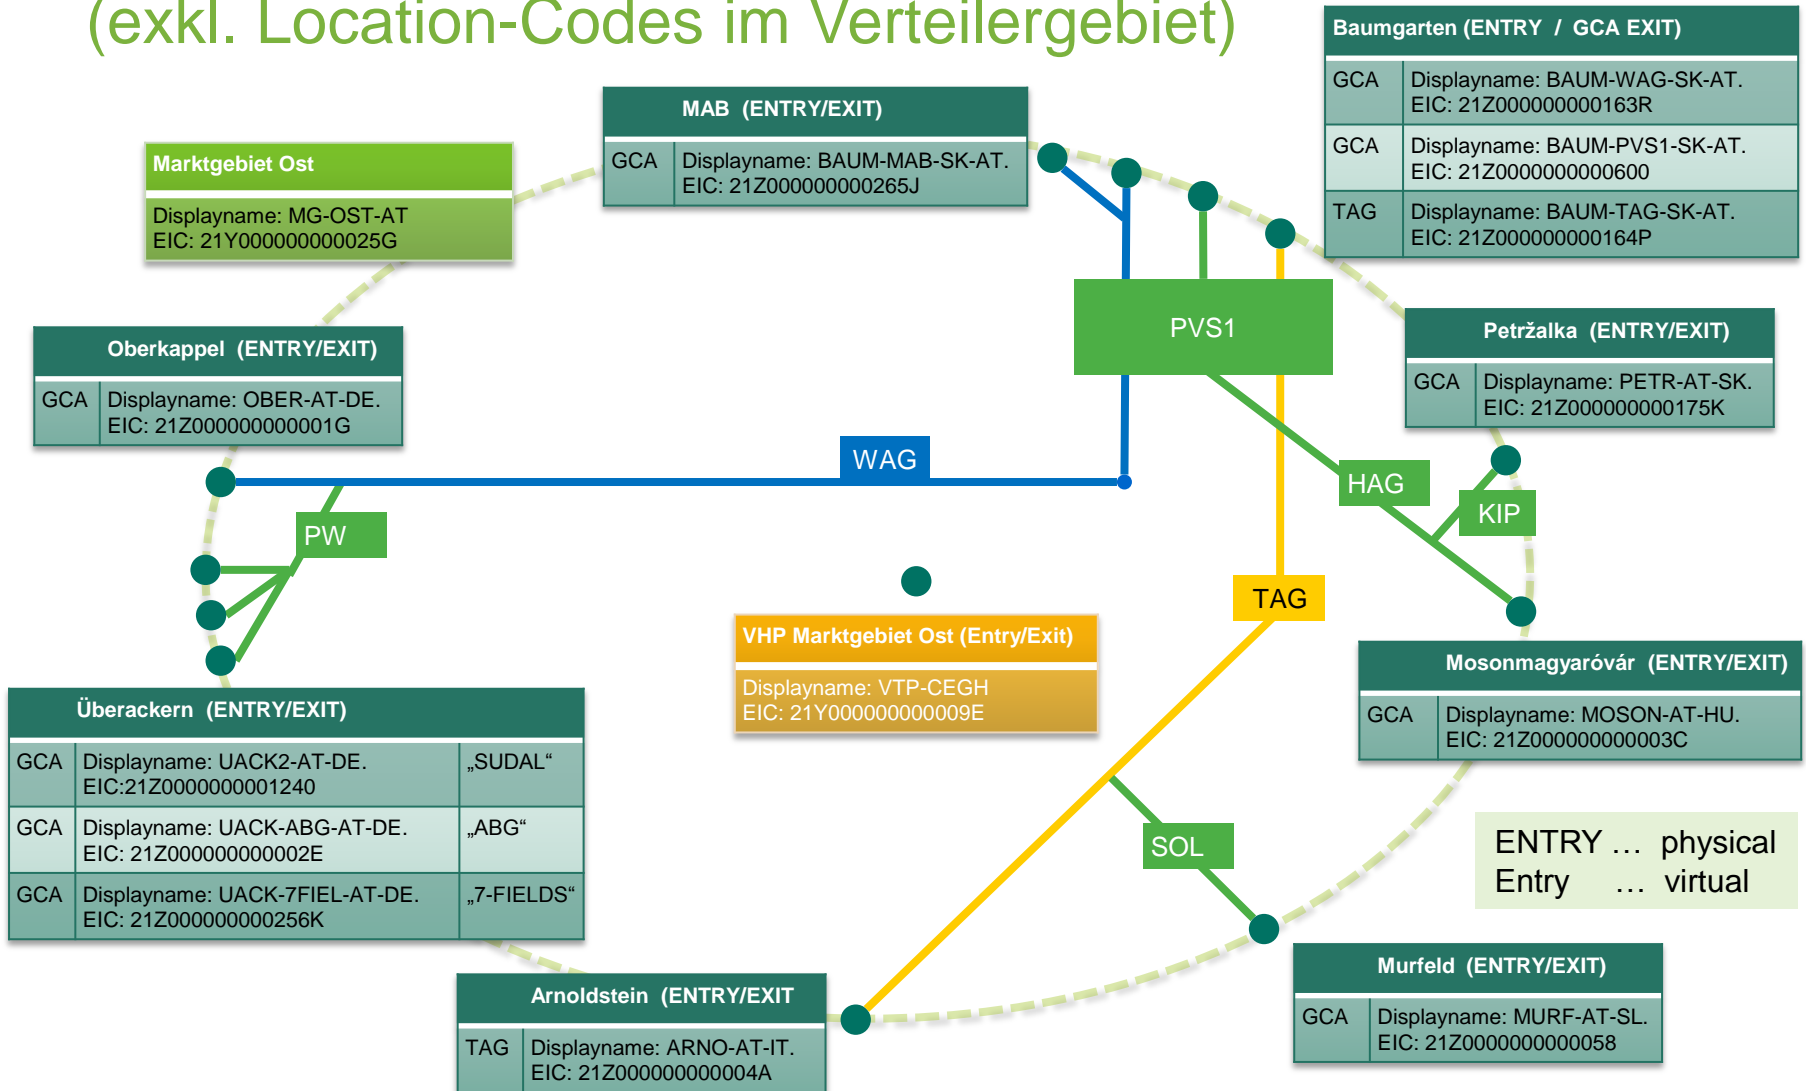 (exkl. Location-Codes im Verteilergebiet)
Baumgarten (ENTRY / GCA EXIT)
GCA Displayname: BAUM-WAG-SK-AT.
EIC: 21Z000000000163R
GCA Displayname: BAUM-PVS1-SK-AT.
EIC: 21Z0000000000600
TAG Displayname: BAUM-TAG-SK-AT.
EIC: 21Z000000000164P
MAB (ENTRY/EXIT)
GCA Displayname: BAUM-MAB-SK-AT.
EIC: 21Z000000000265J
Marktgebiet Ost
Displayname: MG-OST-AT
EIC: 21Y000000000025G
PVS1
Oberkappel (ENTRY/EXIT)
GCA Displayname: OBER-AT-DE.
EIC: 21Z000000000001G
Petržalka (ENTRY/EXIT)
GCA Displayname: PETR-AT-SK.
EIC: 21Z000000000175K
WAG
HAG
KIP
PW
TAG
VHP Marktgebiet Ost (Entry/Exit)
Displayname: VTP-CEGH
EIC: 21Y000000000009E
Mosonmagyaróvár (ENTRY/EXIT)
GCA Displayname: MOSON-AT-HU.
EIC: 21Z000000000003C
Überackern (ENTRY/EXIT)
GCA Displayname: UACK2-AT-DE. „SUDAL“
EIC:21Z0000000001240
GCA Displayname: UACK-ABG-AT-DE. „ABG“
EIC: 21Z000000000002E
GCA Displayname: UACK-7FIEL-AT-DE. „7-FIELDS“
EIC: 21Z000000000256K
SOL
ENTRY … physical
Entry … virtual
Murfeld (ENTRY/EXIT)
GCA Displayname: MURF-AT-SL.
EIC: 21Z0000000000058
Arnoldstein (ENTRY/EXIT
TAG Displayname: ARNO-AT-IT.
EIC: 21Z000000000004A